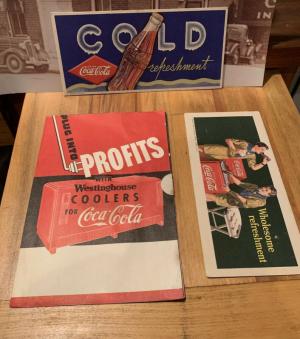 COLD
Coca-Cola
refreshment
PLUG INTO
PROFITS
WITH
Westinghouse
COOLERS
FOR Coca-Cola
Coca-Cola
Wholesome
refreshment